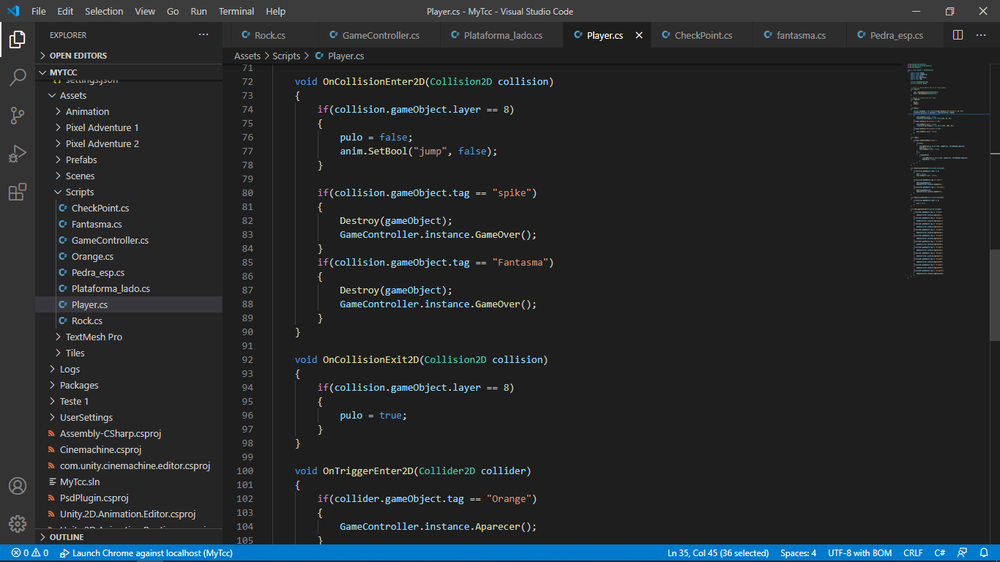 File Edit Selection View Go Run Terminal Help
Player.cs - MyTcc - Visual Studio Code
EXPLORER
OPEN EDITORS
MYTCC
settings.json
Assets
Animation
Pixel Adventure 1
Pixel Adventure 2
Prefabs
Scenes
Scripts
CheckPoint.cs
Fantasma.cs
GameController.cs
Orange.cs
Pedra_esp.cs
Plataforma_lado.cs
Player.cs
Rock.cs
TextMesh Pro
Tiles
Logs
Packages
Teste 1
UserSettings
Assembly-CSharp.csproj
Cinemachine.csproj
com.unity.cinemachine.editor.csproj
MyTcc.sln
PsdPlugin.csproj
Unity.2D.Animation.Editor.csproj
OUTLINE
Rock.cs GameController.cs Plataforma_lado.cs Player.cs CheckPoint.cs fantasma.cs Pedra_esp.cs
Assets > Scripts > Player.cs
71
72 void OnCollisionEnter2D(Collision2D collision)
73 {
74 if(collision.gameObject.layer == 8)
75 {
76 pulo = false;
77 anim.SetBool("jump", false);
78 }
79
80 if(collision.gameObject.tag == "spike")
81 {
82 Destroy(gameObject);
83 GameController.instance.GameOver();
84 }
85 if(collision.gameObject.tag == "Fantasma")
86 {
87 Destroy(gameObject);
88 GameController.instance.GameOver();
89 }
90 }
91
92 void OnCollisionExit2D(Collision2D collision)
93 {
94 if(collision.gameObject.layer == 8)
95 {
96 pulo = true;
97 }
98 }
99
100 void OnTriggerEnter2D(Collider2D collider)
101 {
102 if(collider.gameObject.tag == "Orange")
103 {
104 GameController.instance.Aparecer();
105 }
0 0 Launch Chrome against localhost (MyTcc)
Ln 35, Col 45 (36 selected) Spaces: 4 UTF-8 with BOM CRLF C#